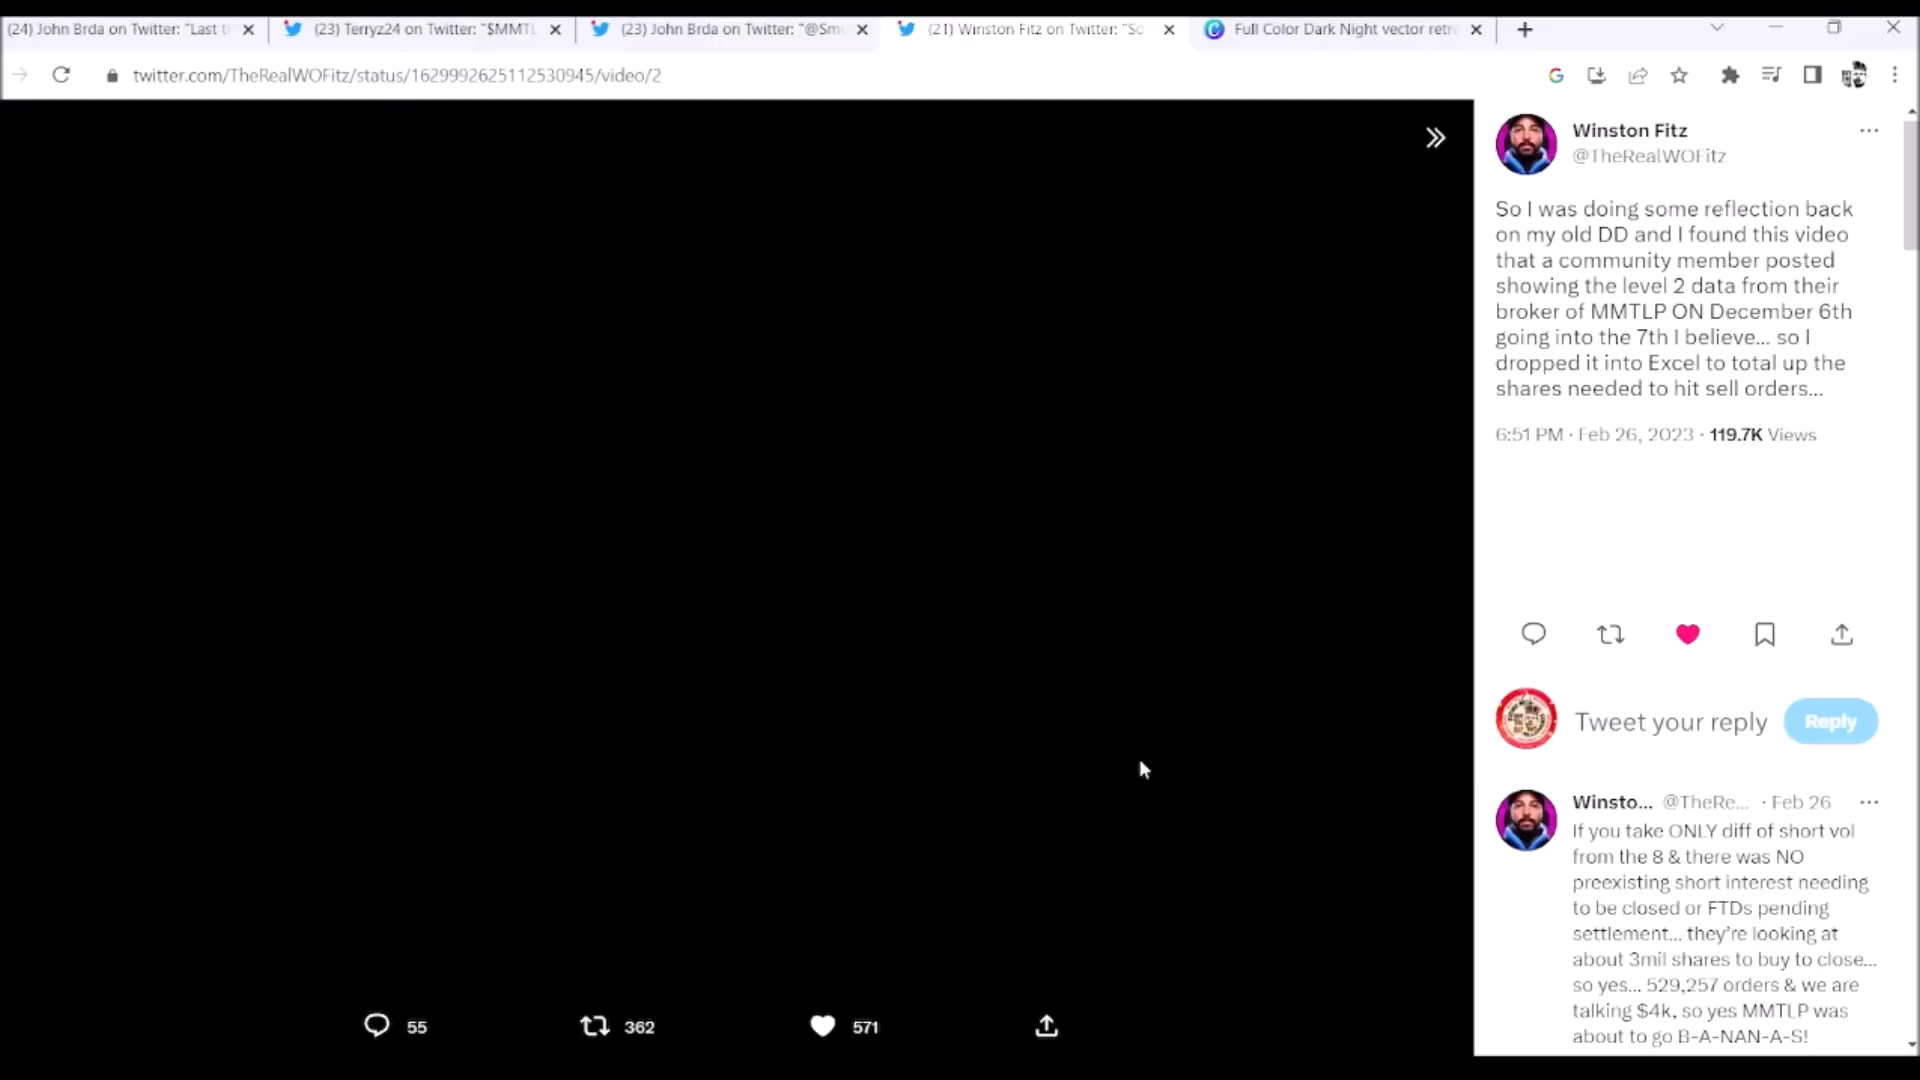 (24) John Brda on Twitter: "Last t
(23) Terryz24 on Twitter: "$MMTL
(23) John Brda on Twitter: "@Sm
(21) Winston Fitz on Twitter: "So
Full Color Dark Night vector retro
twitter.com/TheRealWOFitz/status/1629992625112530945/video/2
Winston Fitz
@TheRealWOFitz
So I was doing some reflection back
on my old DD and I found this video
that a community member posted
showing the level 2 data from their
broker of MMTLP ON December 6th
going into the 7th I believe... so I
dropped it into Excel to total up the
shares needed to hit sell orders...
6:51 PM · Feb 26, 2023 · 119.7K Views
Tweet your reply
Reply
Winsto... @TheRe... · Feb 26
If you take ONLY diff of short vol
from the 8 & there was NO
preexisting short interest needing
to be closed or FTDs pending
settlement... they're looking at
about 3mil shares to buy to close...
so yes... 529,257 orders & we are
talking $4k, so yes MMTLP was
about to go B-A-NAN-A-S!
55
362
571